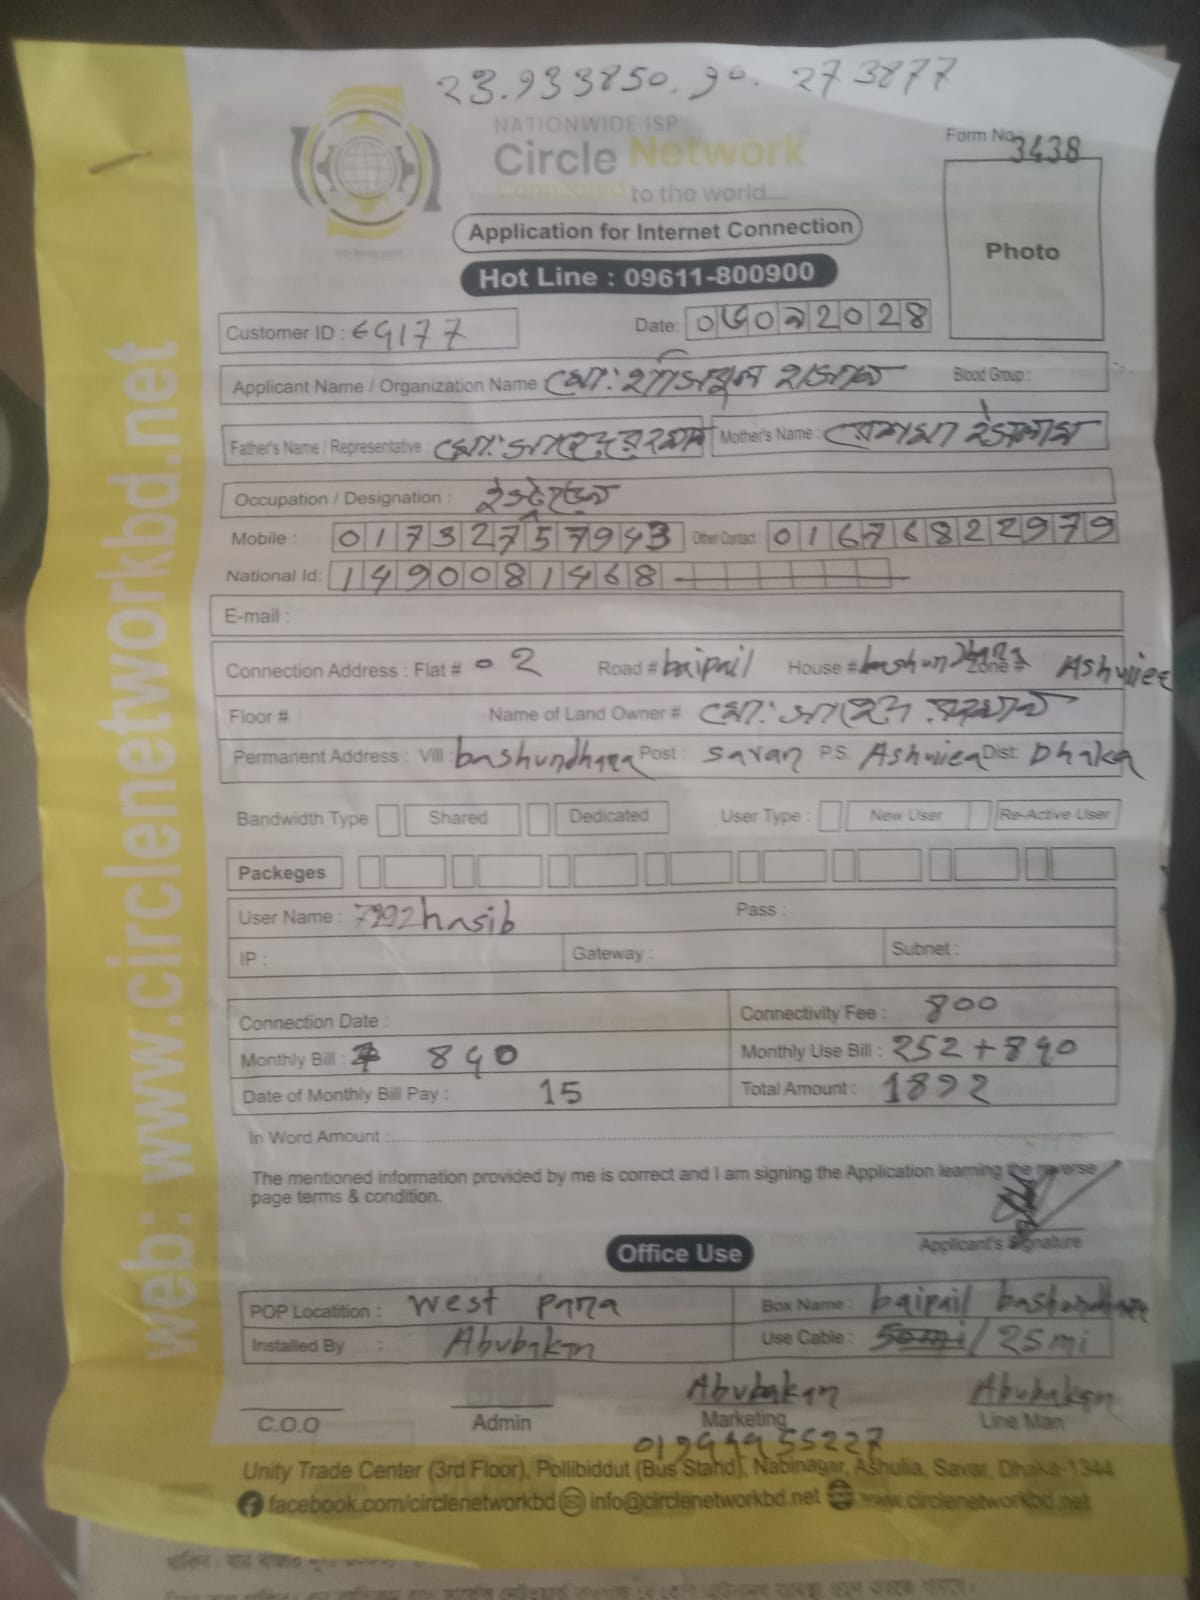 23.933850, 90. 273877
NATIONWIDE ISP
Circle Network
Connected to the world....
Form No. 3438
Application for Internet Connection
Photo
Hot Line : 09611-800900
Customer ID : 69177
Date:
Applicant Name / Organization Name মো: হাসিবুল হাসান Blood Group :
Father's Name / Representative : মো: Mother's Name : ইসলাম
Occupation / Designation :
Mobile : 01732757943 Other Contact : 01676822979
National Id: 1490081468
E-mail :
Connection Address : Flat # 02 Road # baipail House # bashundhara Zone #
Floor # Name of Land Owner # মো:
Permanent Address : Vill : bashundhara Post : savar P.S. Dist: Dhaka
Bandwidth Type Shared Dedicated User Type : New User Re-Active User
Packeges
User Name : hasib Pass :
IP : Gateway : Subnet :
Connection Date : Connectivity Fee : 800
Monthly Bill : 840 Monthly Use Bill : 252 + 840
Date of Monthly Bill Pay : 15 Total Amount : 1892
In Word Amount :
The mentioned information provided by me is correct and I am signing the Application learning the reverse
page terms & condition.
Applicant's Signature
Office Use
POP Locatition : west para Box Name : baipail bashundhara
Installed By : Abubakar Use Cable : 50mi / 25mi
Abubakar Abubakar
C.O.O Admin Marketing Line Man
Unity Trade Center (3rd Floor), Pollibiddut (Bus Stand), Nabinagar, Ashulia, Savar, Dhaka-1344
facebook.com/circlenetworkbd info@circlenetworkbd.net www.circlenetworkbd.net
web: www.circlenetworkbd.net